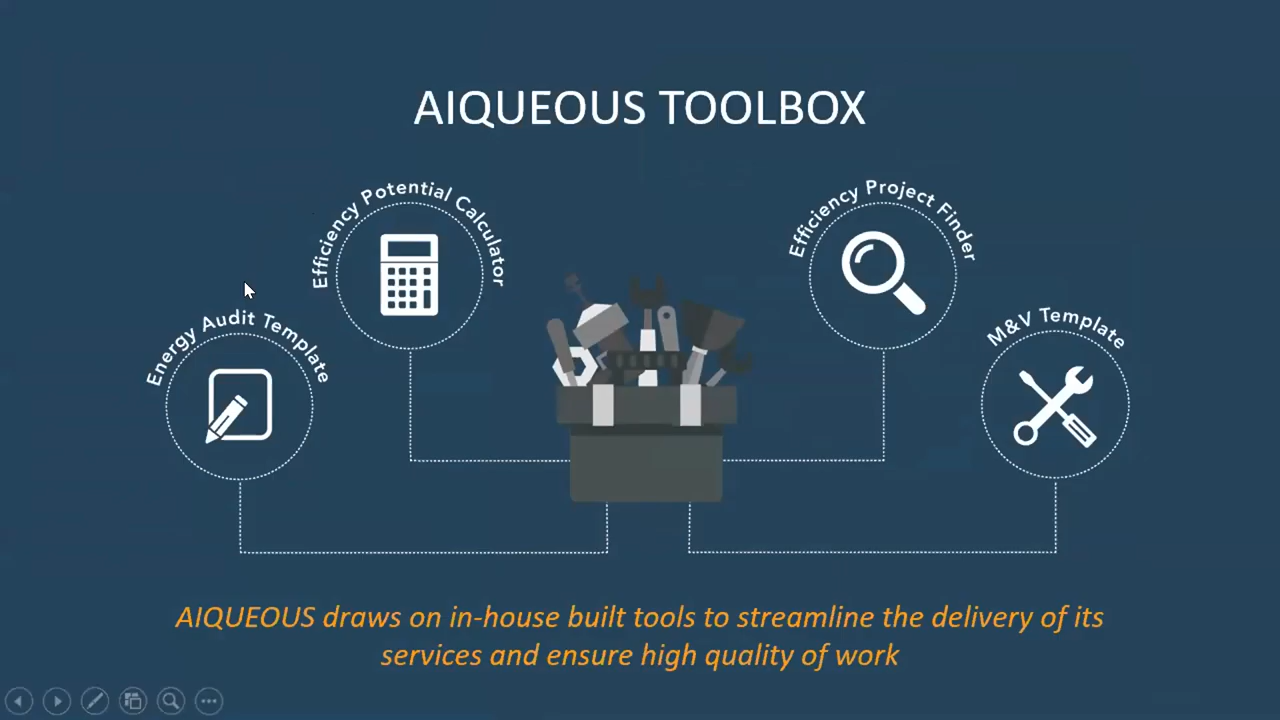 AIQUEOUS TOOLBOX
Efficiency Potential Calculator
Efficiency Project Finder
Energy Audit Template
M&V Template
AIQUEOUS draws on in-house built tools to streamline the delivery of its
services and ensure high quality of work